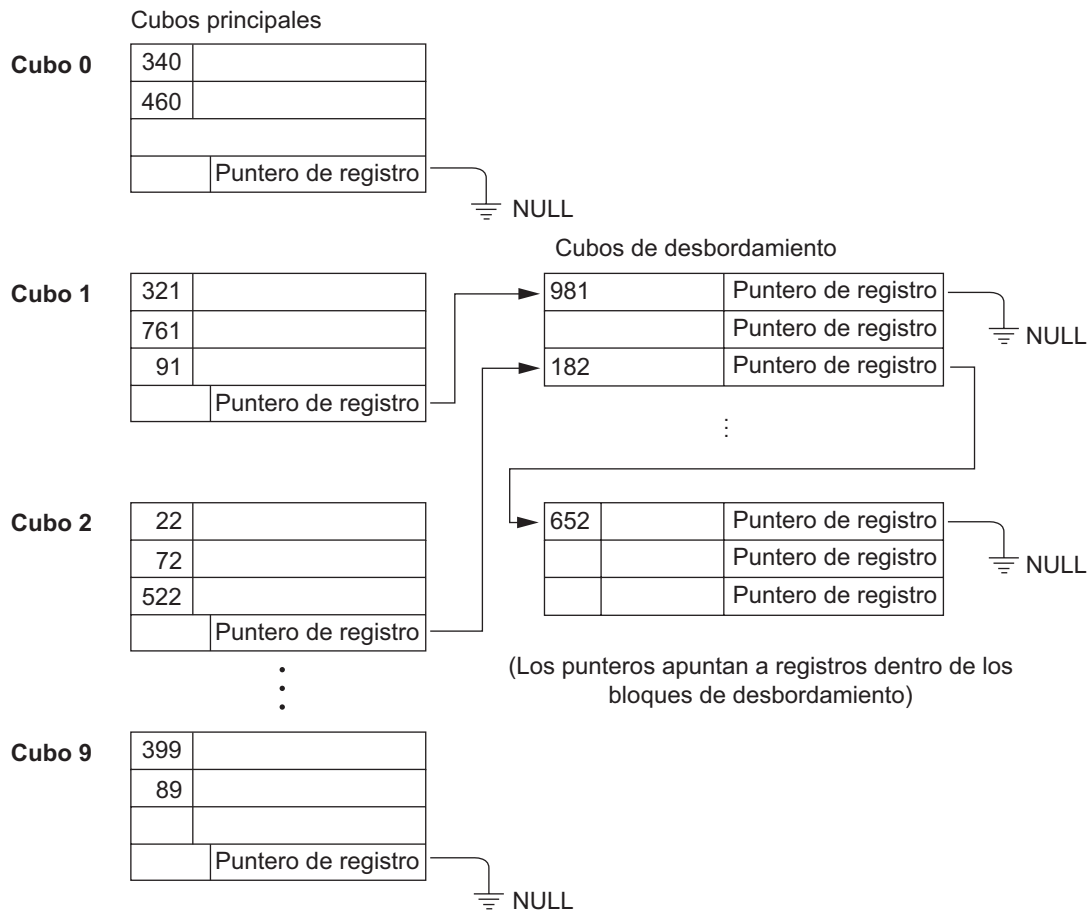 Cubos principales
Cubo 0
340
460
Puntero de registro
NULL
Cubos de desbordamiento
Cubo 1
321
761
91
Puntero de registro
981 Puntero de registro
Puntero de registro
182 Puntero de registro
NULL
Cubo 2
22
72
522
Puntero de registro
652 Puntero de registro
Puntero de registro
Puntero de registro
NULL
(Los punteros apuntan a registros dentro de los
bloques de desbordamiento)
Cubo 9
399
89
Puntero de registro
NULL